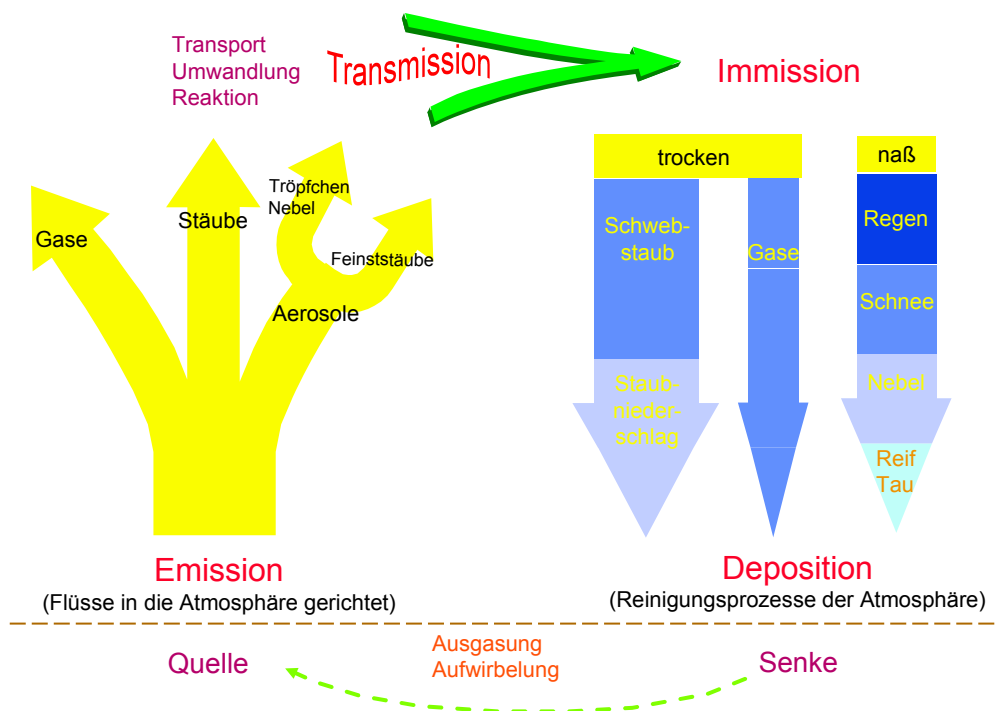 Transport
Umwandlung
Reaktion
Transmission
Immission
Gase
Stäube
Tröpfchen
Nebel
Feinststäube
Aerosole
trocken
naß
Schweb-
staub
Gase
Regen
Schnee
Staub-
nieder-
schlag
Nebel
Reif
Tau
Emission
(Flüsse in die Atmosphäre gerichtet)
Deposition
(Reinigungsprozesse der Atmosphäre)
Quelle
Ausgasung
Aufwirbelung
Senke